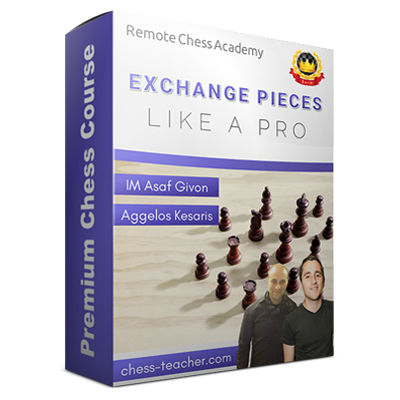 Remote Chess Academy
EXCHANGE PIECES
LIKE A PRO
IM Asaf Givon
Aggelos Kesaris
chess-teacher.com
Premium Chess Course